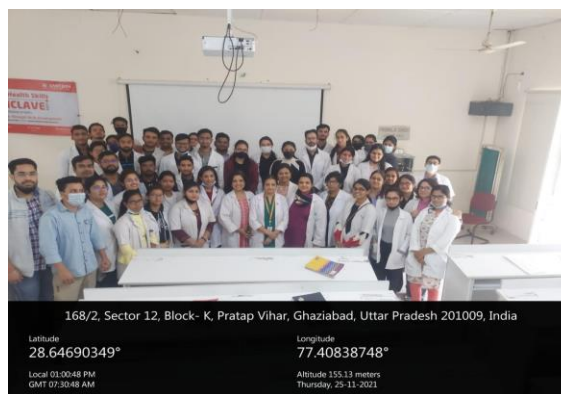 Health Skills
CLAVE
168/2, Sector 12, Block- K, Pratap Vihar, Ghaziabad, Uttar Pradesh 201009, India
Latitude
28.64690349°
Longitude
77.40838748°
Local 01:00:48 PM
GMT 07:30:48 AM
Altitude 155.13 meters
Thursday, 25-11-2021